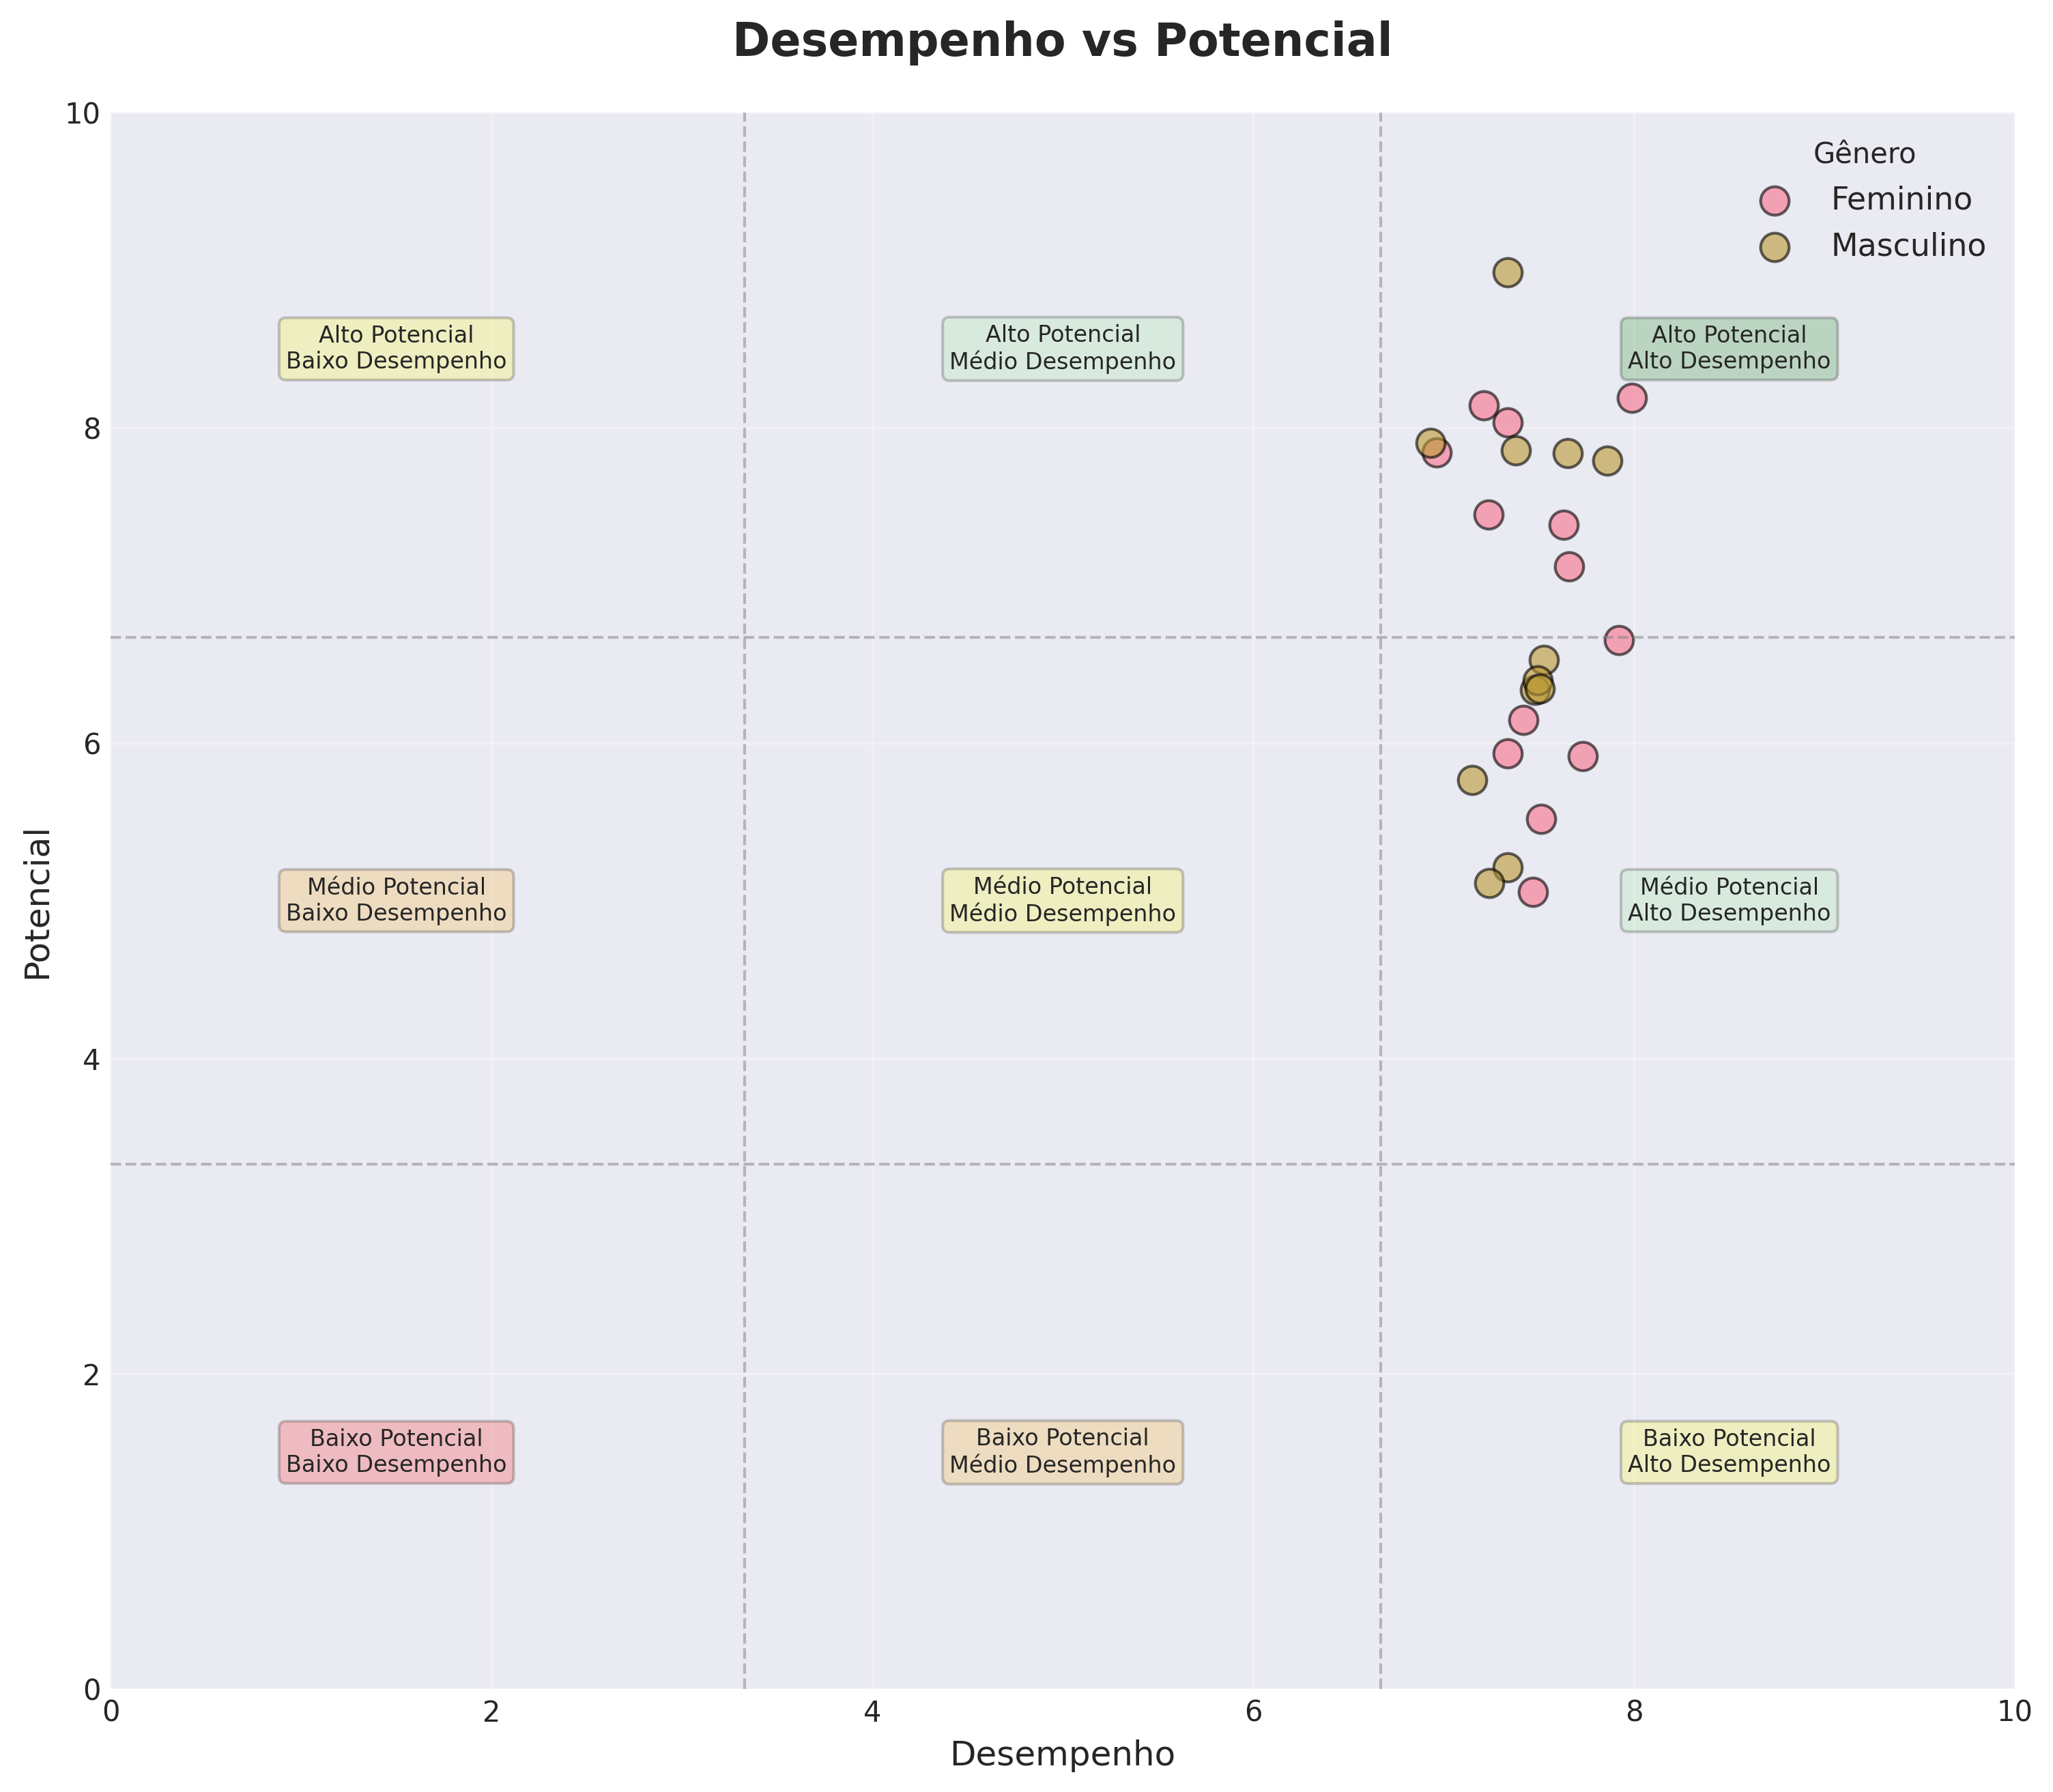 Desempenho vs Potencial
10
8
6
4
2
0
0
2
4
6
8
10
Potencial
Desempenho
Gênero
Feminino
Masculino
Alto Potencial
Baixo Desempenho
Alto Potencial
Médio Desempenho
Alto Potencial
Alto Desempenho
Médio Potencial
Baixo Desempenho
Médio Potencial
Médio Desempenho
Médio Potencial
Alto Desempenho
Baixo Potencial
Baixo Desempenho
Baixo Potencial
Médio Desempenho
Baixo Potencial
Alto Desempenho